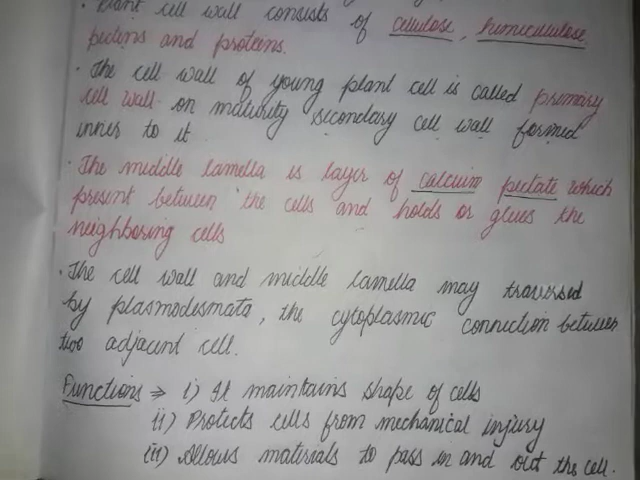 · Plant cell wall consists of cellulose, hemicellulose
pectins and proteins.
· The cell wall of young plant cell is called primary
cell wall on maturity secondary cell wall formed
inner to it
· The middle lamella is layer of calcium pectate which
present between the cells and holds or glues the
neighbosing cells
· The cell wall and middle lamella may traversed
by plasmodesmata, the cytoplasmic connection between
two adjacent cell.
Functions ⇒ i) It maintains shape of cells
ii) Protects cells from mechanical injury
iii) Allows materials to pass in and out the cell.